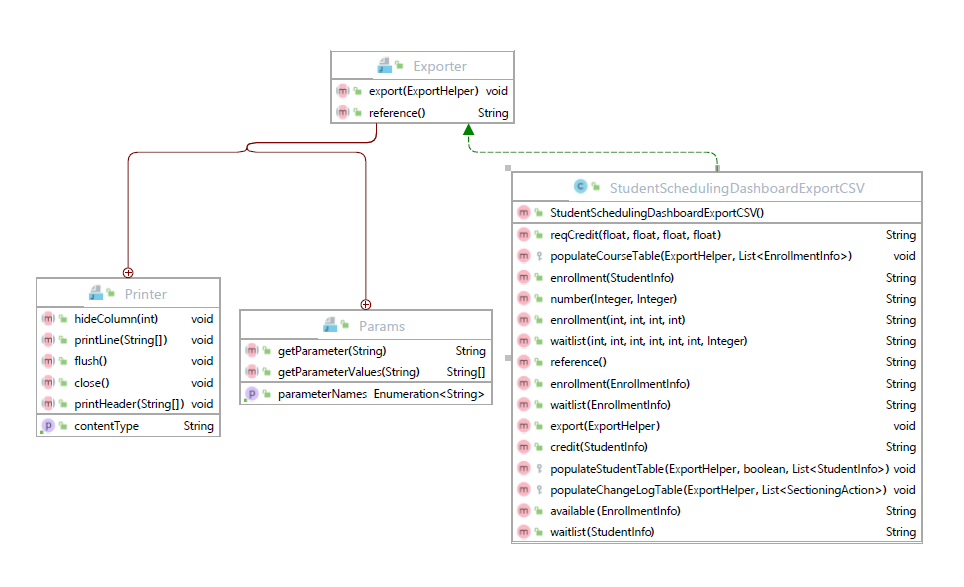 Exporter
export(ExportHelper) void
reference() String
StudentSchedulingDashboardExportCSV
StudentSchedulingDashboardExportCSV()
reqCredit(float, float, float, float) String
populateCourseTable(ExportHelper, List<EnrollmentInfo>) void
enrollment(StudentInfo) String
number(Integer, Integer) String
enrollment(int, int, int, int) String
waitlist(int, int, int, int, int, int, Integer) String
reference() String
enrollment(EnrollmentInfo) String
waitlist(EnrollmentInfo) String
export(ExportHelper) void
credit(StudentInfo) String
populateStudentTable(ExportHelper, boolean, List<StudentInfo>) void
populateChangeLogTable(ExportHelper, List<SectioningAction>) void
available(EnrollmentInfo) String
waitlist(StudentInfo) String
Printer
hideColumn(int) void
printLine(String[]) void
flush() void
close() void
printHeader(String[]) void
contentType String
Params
getParameter(String) String
getParameterValues(String) String[]
parameterNames Enumeration<String>